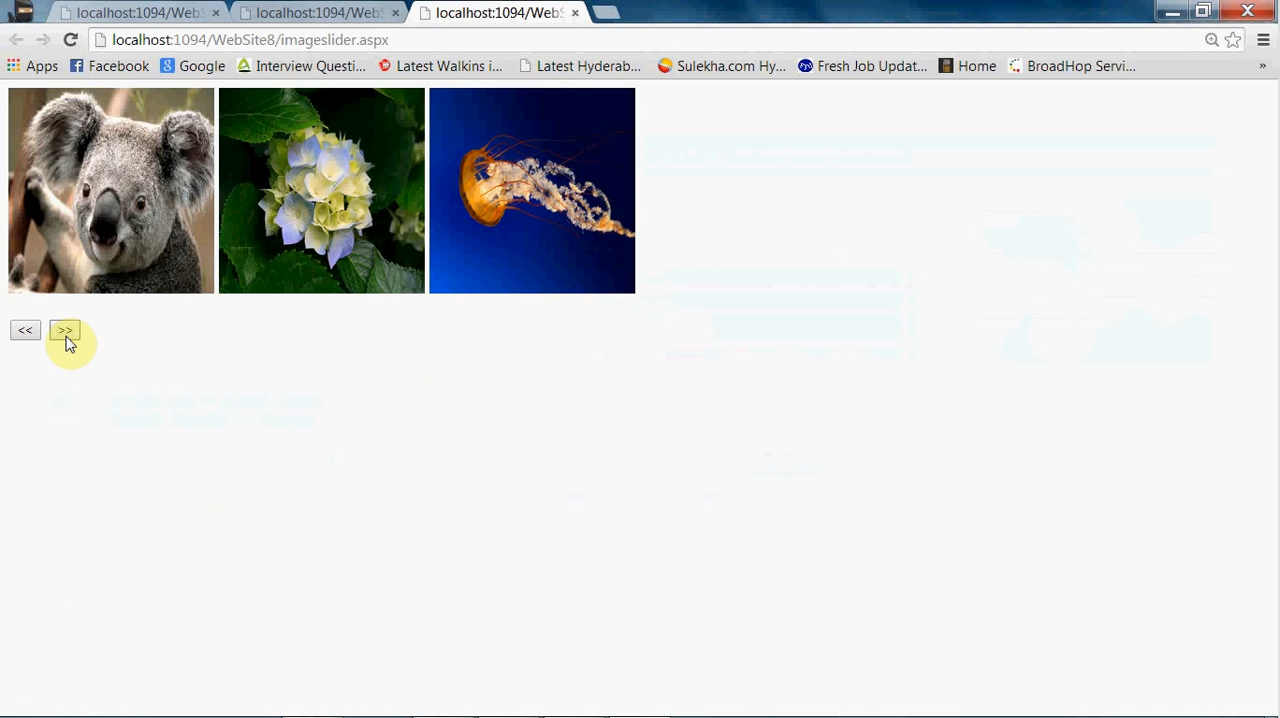 localhost:1094/WebS localhost:1094/WebS localhost:1094/WebS
localhost:1094/WebSite8/imageslider.aspx
Apps Facebook Google Interview Questi... Latest Walkins i... Latest Hyderab... Sulekha.com Hy... Fresh Job Updat... Home BroadHop Servi... »
<< >>